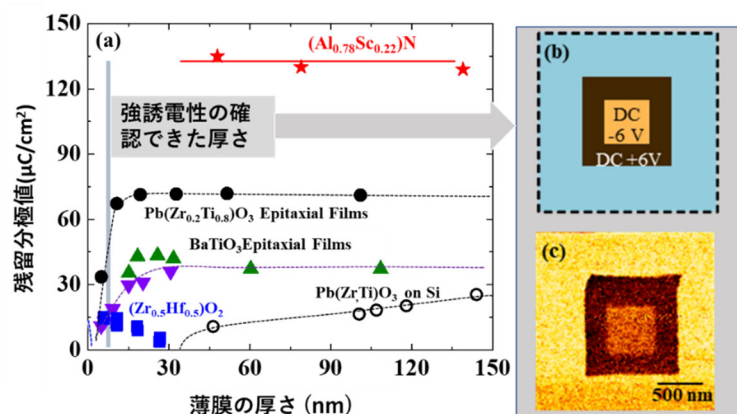 (a)
(Al0.78Sc0.22)N
強誘電性の確
認できた厚さ
Pb(Zr0.2Ti0.8)O3 Epitaxial Films
BaTiO3Epitaxial Films
(Zr0.5Hf0.5)O2
Pb(Zr,Ti)O3 on Si
残留分極値(μC/cm²)
150
120
90
60
30
0
0
30
60
90
120
150
薄膜の厚さ (nm)
(b)
DC
-6 V
DC +6V
(c)
500 nm